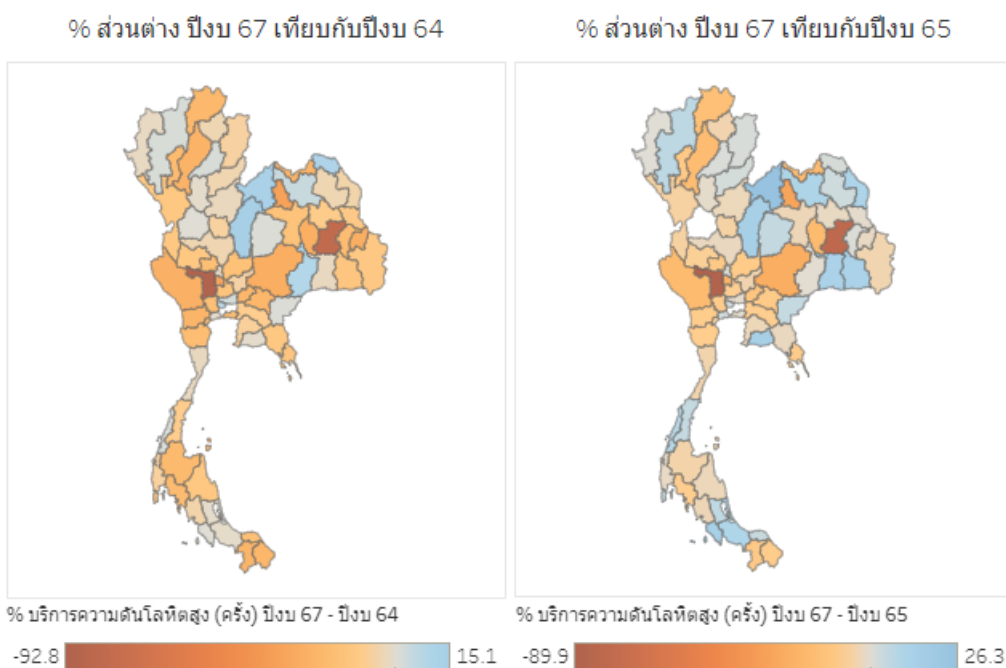 % ส่วนต่าง ปีงบ 67 เทียบกับปีงบ 64
% ส่วนต่าง ปีงบ 67 เทียบกับปีงบ 65
% บริการความดันโลหิตสูง (ครั้ง) ปีงบ 67 - ปีงบ 64
% บริการความดันโลหิตสูง (ครั้ง) ปีงบ 67 - ปีงบ 65
-92.8 15.1
-89.9 26.3